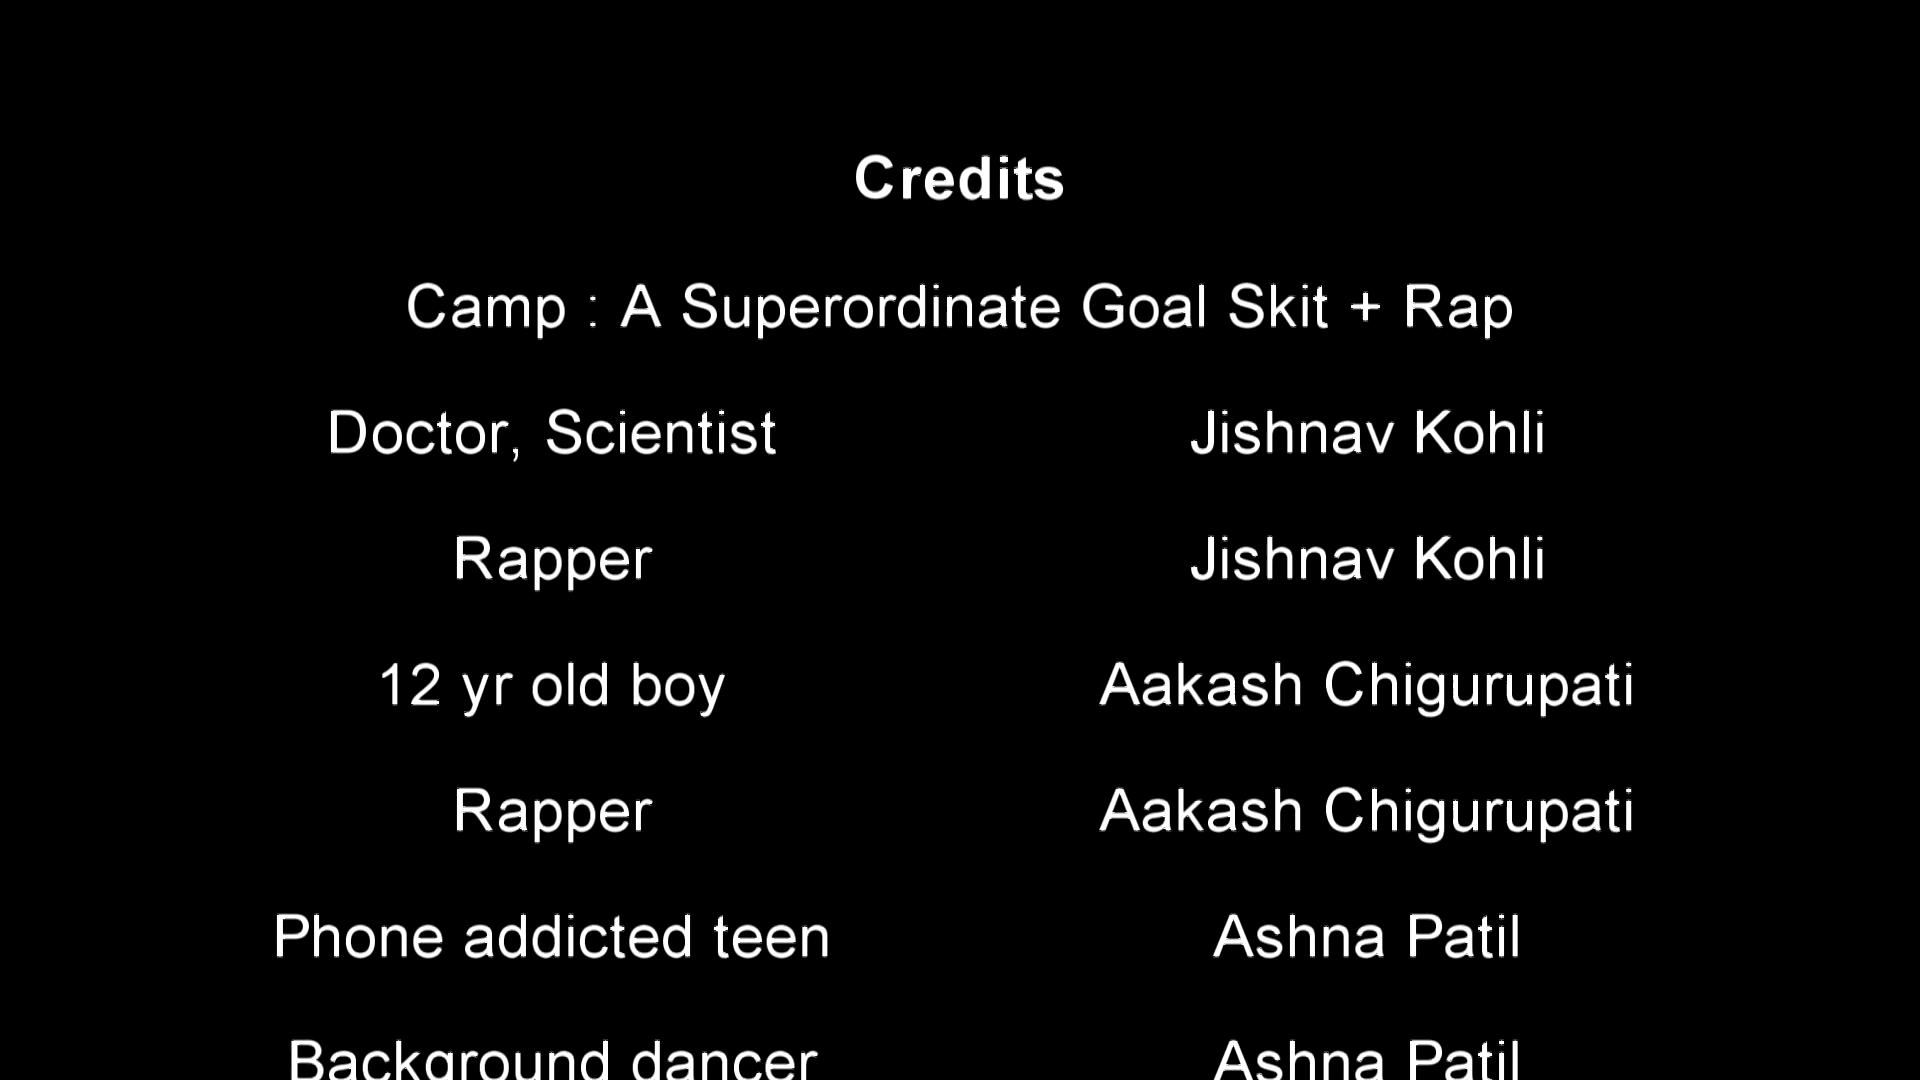 Credits
Camp : A Superordinate Goal Skit + Rap
Doctor, Scientist Jishnav Kohli
Rapper Jishnav Kohli
12 yr old boy Aakash Chigurupati
Rapper Aakash Chigurupati
Phone addicted teen Ashna Patil
Background dancer Ashna Patil